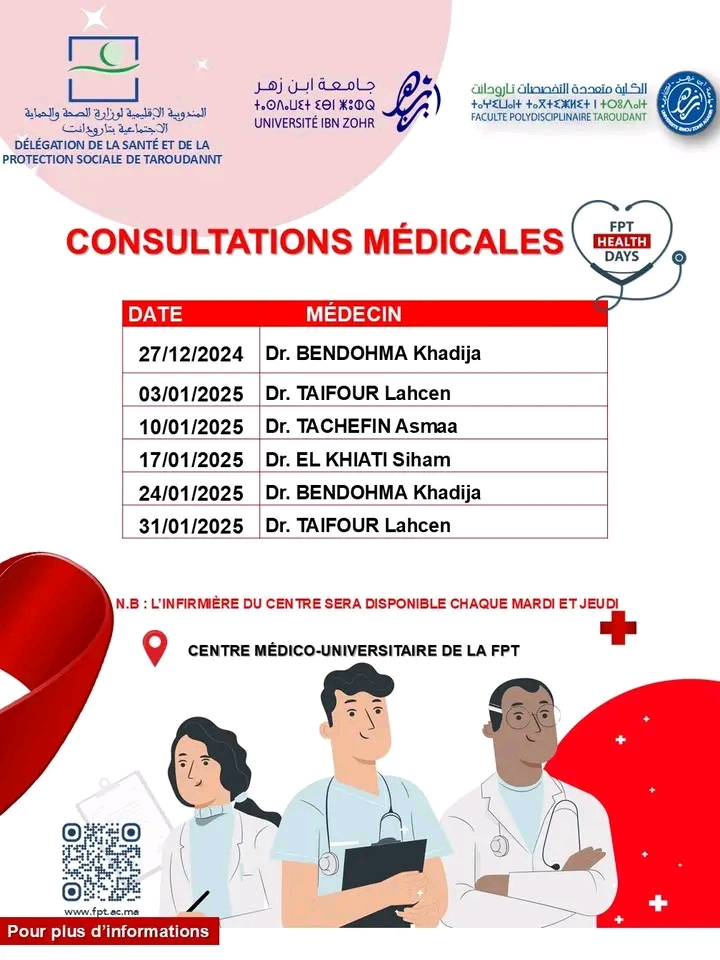 المندوبية الإقليمية لوزارة الصحة والحماية
الاجتماعية بتارودانت
DÉLÉGATION DE LA SANTÉ ET DE LA
PROTECTION SOCIALE DE TAROUDANNT
جامعة ابن زهر
ⵜⴰⵙⴷⴰⵡⵉⵜ ⵉⴱⵏ ⵣⵓⵀⵔ
UNIVERSITÉ IBN ZOHR
الكلية متعددة التخصصات تارودانت
FACULTE POLYDISCIPLINAIRE TAROUDANT
CONSULTATIONS MÉDICALES
FPT
HEALTH
DAYS
DATE MÉDECIN
27/12/2024 Dr. BENDOHMA Khadija
03/01/2025 Dr. TAIFOUR Lahcen
10/01/2025 Dr. TACHEFIN Asmaa
17/01/2025 Dr. EL KHIATI Siham
24/01/2025 Dr. BENDOHMA Khadija
31/01/2025 Dr. TAIFOUR Lahcen
N.B : L'INFIRMIÈRE DU CENTRE SERA DISPONIBLE CHAQUE MARDI ET JEUDI
CENTRE MÉDICO-UNIVERSITAIRE DE LA FPT
www.fpt.ac.ma
Pour plus d'informations